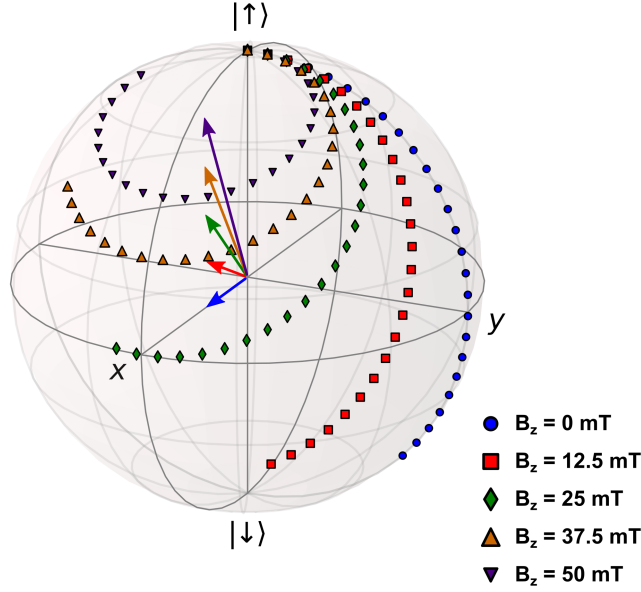 |↑⟩
y
x
|↓⟩
B_z = 0 mT
B_z = 12.5 mT
B_z = 25 mT
B_z = 37.5 mT
B_z = 50 mT